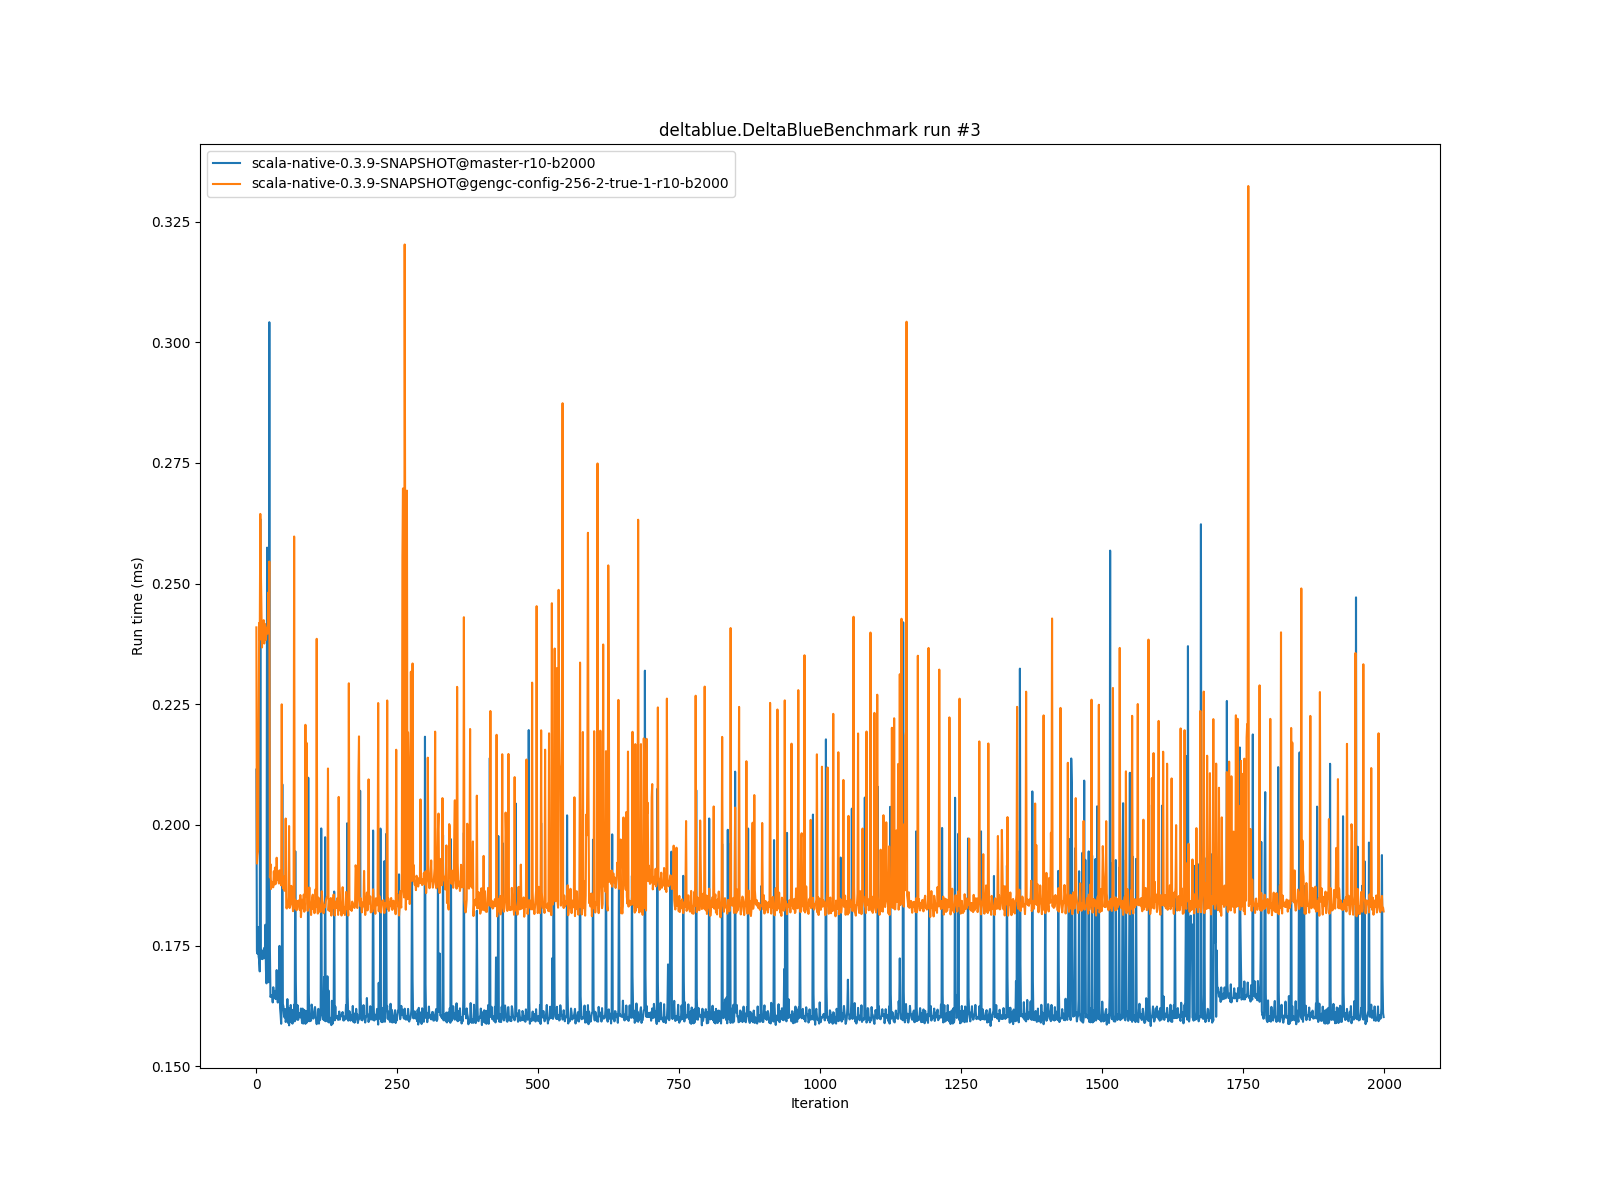 deltablue.DeltaBlueBenchmark run #3
scala-native-0.3.9-SNAPSHOT@master-r10-b2000
scala-native-0.3.9-SNAPSHOT@gengc-config-256-2-true-1-r10-b2000
0.325
0.300
0.275
0.250
0.225
0.200
0.175
0.150
Run time (ms)
0 250 500 750 1000 1250 1500 1750 2000
Iteration